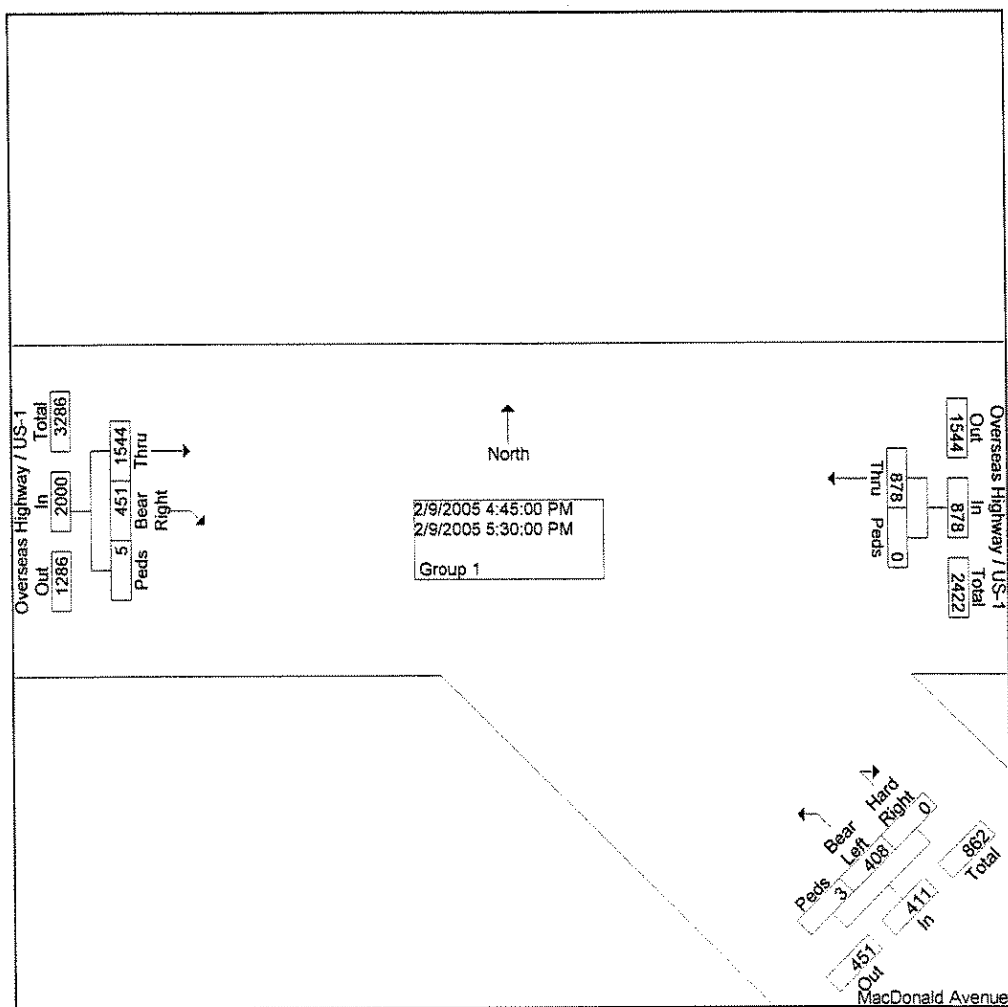 Overseas Highway / US-1
Out In Total
1286 2000 3286
1544 451 5
Thru Bear Right Peds
North
2/9/2005 4:45:00 PM
2/9/2005 5:30:00 PM
Group 1
Overseas Highway / US-1
Out In Total
1544 878 2422
878 0
Thru Peds
Hard Right
Bear Left
Peds
0
408
3
862
Total
411
In
451
Out
MacDonald Avenue